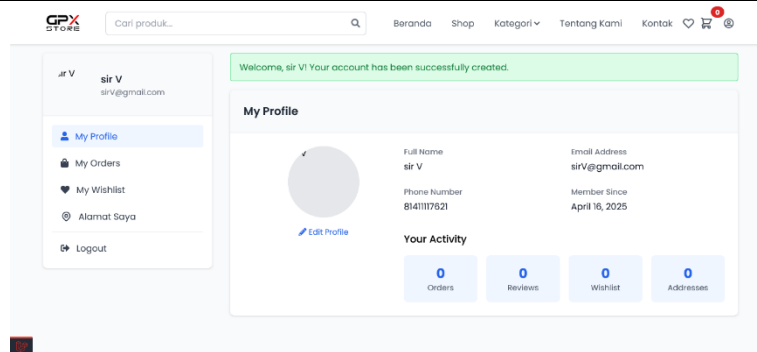 GPX
STORE
Cari produk...
Beranda
Shop
Kategori
Tentang Kami
Kontak
0
sir V
sirV@gmail.com
My Profile
My Orders
My Wishlist
Alamat Saya
Logout
Welcome, sir V! Your account has been successfully created.
My Profile
Edit Profile
Full Name
sir V
Email Address
sirV@gmail.com
Phone Number
81411117621
Member Since
April 16, 2025
Your Activity
0
Orders
0
Reviews
0
Wishlist
0
Addresses